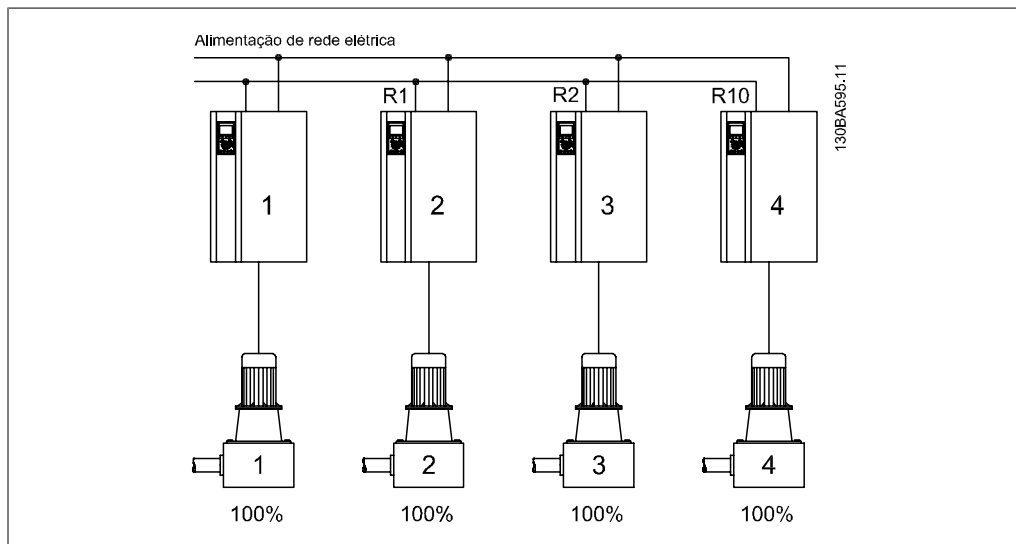 Alimentação de rede elétrica
R1 R2 R10
130BA595.11
1 2 3 4
1 2 3 4
100% 100% 100% 100%